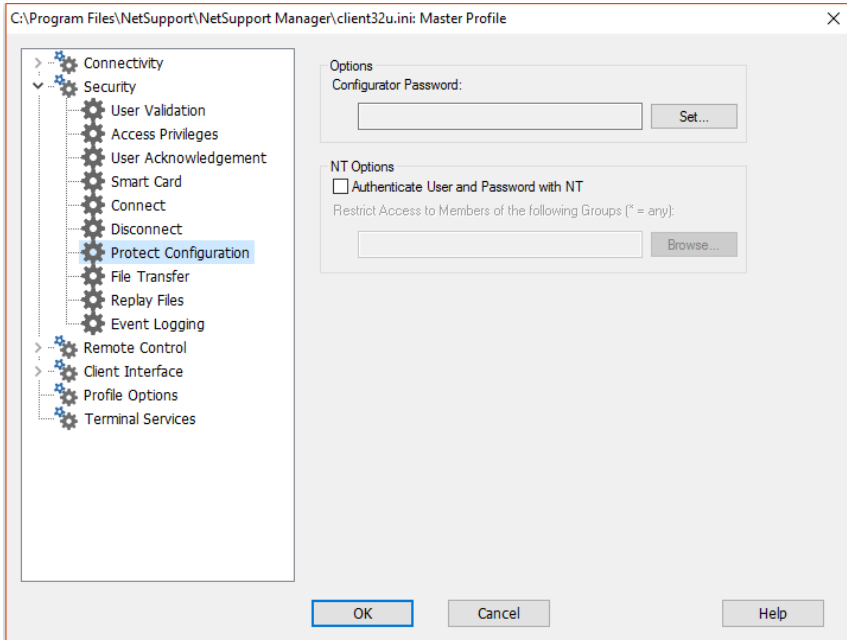 C:\Program Files\NetSupport\NetSupport Manager\client32u.ini: Master Profile
Connectivity
Security
User Validation
Access Privileges
User Acknowledgement
Smart Card
Connect
Disconnect
Protect Configuration
File Transfer
Replay Files
Event Logging
Remote Control
Client Interface
Profile Options
Terminal Services
Options
Configurator Password:
Set...
NT Options
Authenticate User and Password with NT
Restrict Access to Members of the following Groups (* = any):
Browse...
OK
Cancel
Help